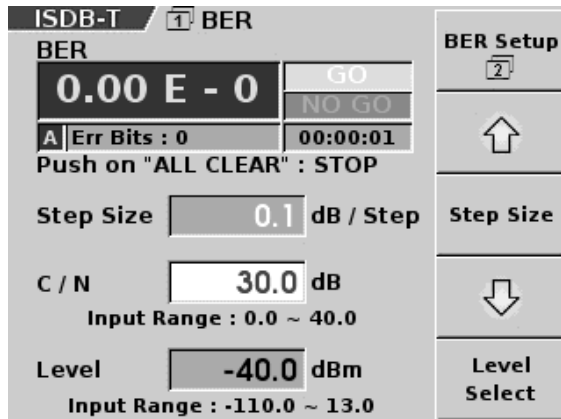 ISDB-T 1 BER
BER
0.00 E - 0
GO
NO GO
A Err Bits : 0
00:00:01
Push on "ALL CLEAR" : STOP
Step Size 0.1 dB / Step
C / N 30.0 dB
Input Range : 0.0 ~ 40.0
Level -40.0 dBm
Input Range : -110.0 ~ 13.0
BER Setup
2
Step Size
Level
Select